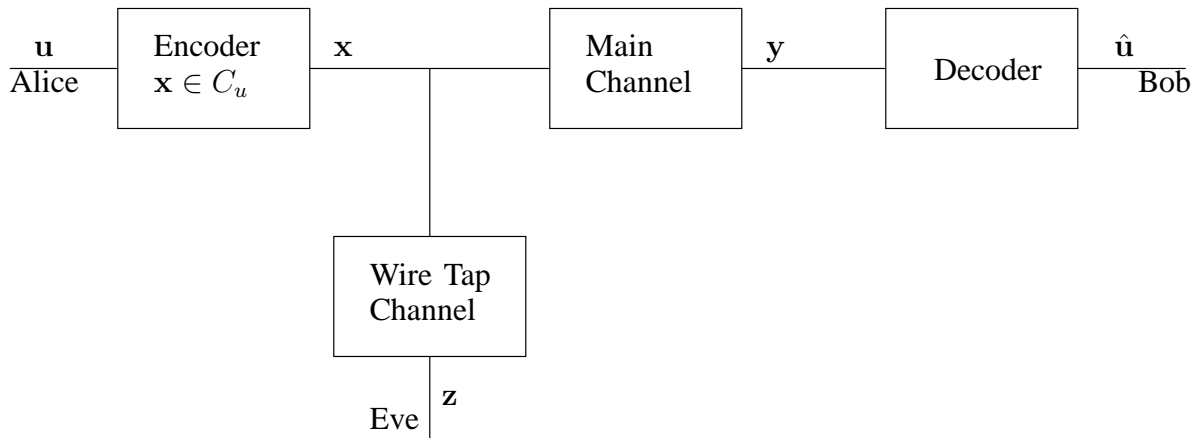 u
Alice
Encoder
x ∈ C_u
x
Main
Channel
y
Decoder
û
Bob
Wire Tap
Channel
z
Eve